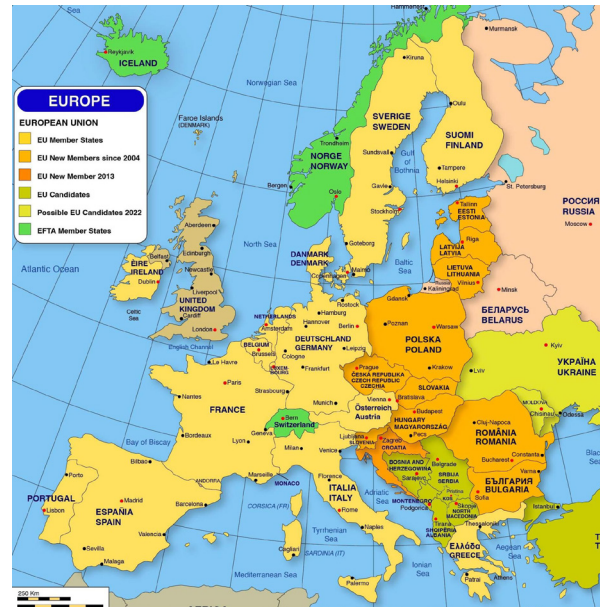 Hammerfest
Murmansk
Reykjavik
ICELAND
Kiruna
Norwegian Sea
EUROPE
EUROPEAN UNION
EU Member States
EU New Members since 2004
EU New Member 2013
EU Candidates
Possible EU Candidates 2022
EFTA Member States
Faroe Islands
(DENMARK)
Oulu
SVERIGE
SWEDEN
SUOMI
FINLAND
Trondheim
Sundsvall
Gulf
of
Bothnia
NORGE
NORWAY
Tampere
Bergen
Oslo
Gavle
Helsinki
St. Petersburg
Stockholm
Tallinn
EESTI
ESTONIA
РОССИЯ
RUSSIA
Moscow
Aberdeen
North Sea
Goteborg
Riga
LATVIJA
LATVIA
Edinburgh
Belfast
Newcastle
DANMARK
DENMARK
Baltic
Sea
LIETUVA
LITHUANIA
Atlantic Ocean
ÉIRE
IRELAND
Dublin
Copenhagen
Malmo
Vilnius
Kaliningrad
Minsk
Liverpool
UNITED
KINGDOM
Cardiff
Celtic
Sea
London
Gdansk
БЕЛАРУСЬ
BELARUS
Rostock
Hamburg
NETHERLANDS
Amsterdam
Hannover
Berlin
Poznan
Warsaw
POLSKA
POLAND
English Channel
BELGIUM
Brussels
DEUTSCHLAND
GERMANY
Leipzig
Cologne
Kyiv
УКРАЇНА
UKRAINE
La Havre
LUXEM-
BOURG
Frankfurt
Prague
ČESKÁ REPUBLIKA
CZECH REPUBLIC
CZECHIA
Krakow
Lviv
Paris
Strasbourg
SLOVAKIA
Nantes
Munich
Vienna
Bratislava
Österreich
Austria
FRANCE
Bern
Switzerland
Budapest
HUNGARY
MAGYARORSZÁG
MOLDOVA
Chisinau
Odessa
Cluj-Napoca
Bay of Biscay
Bordeaux
Lyon
Geneva
Ljubljana
SLOVENIA
Zagreb
CROATIA
Pecs
ROMÂNIA
ROMANIA
Milan
Venice
Bilbao
BOSNIA AND
HERZEGOVINA
Belgrade
SRBIJA
SERBIA
Bucharest
Constanta
Porto
ANDORRA
Marseille
MONACO
Florence
Sarajevo
Varna
PORTUGAL
Lisbon
Madrid
ESPAÑA
SPAIN
Barcelona
CORSICA (FR)
ITALIA
ITALY
Rome
Adriatic
Sea
MONTENEGRO
Podgorica
Pristina
KOS
Skopje
NORTH
MACEDONIA
Sofia
БЪЛГАРИЯ
BULGARIA
Istanbul
Valencia
Tyrrhenian
Sea
Naples
Tirana
SHQIPËRIA
ALBANIA
Thessaloniki
Sevilla
Malaga
Cagliari
SARDINIA (IT)
Ελλάδα
GREECE
Aegean
Sea
Mediterranean Sea
Palermo
Ionian
Sea
Patrai
Athens
250 Km